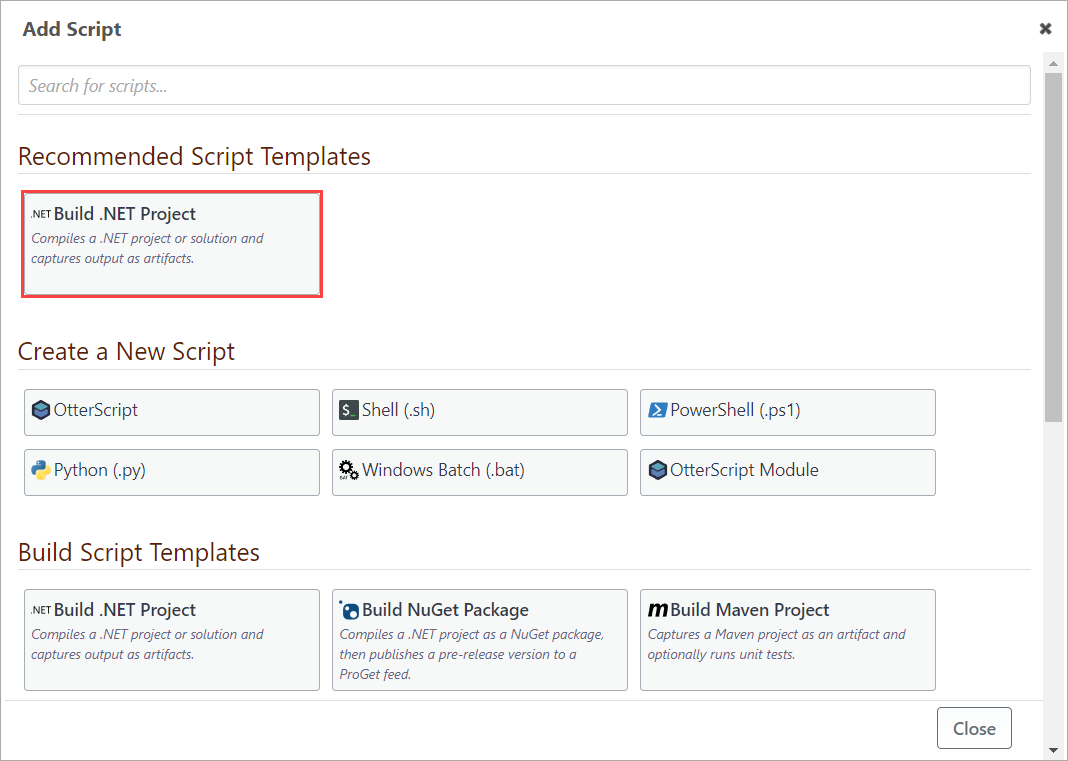 Add Script
Search for scripts...
Recommended Script Templates
.NET Build .NET Project
Compiles a .NET project or solution and
captures output as artifacts.
Create a New Script
OtterScript
$_ Shell (.sh)
PowerShell (.ps1)
Python (.py)
BAT Windows Batch (.bat)
OtterScript Module
Build Script Templates
.NET Build .NET Project
Compiles a .NET project or solution and
captures output as artifacts.
Build NuGet Package
Compiles a .NET project as a NuGet package,
then publishes a pre-release version to a
ProGet feed.
m Build Maven Project
Captures a Maven project as an artifact and
optionally runs unit tests.
Close